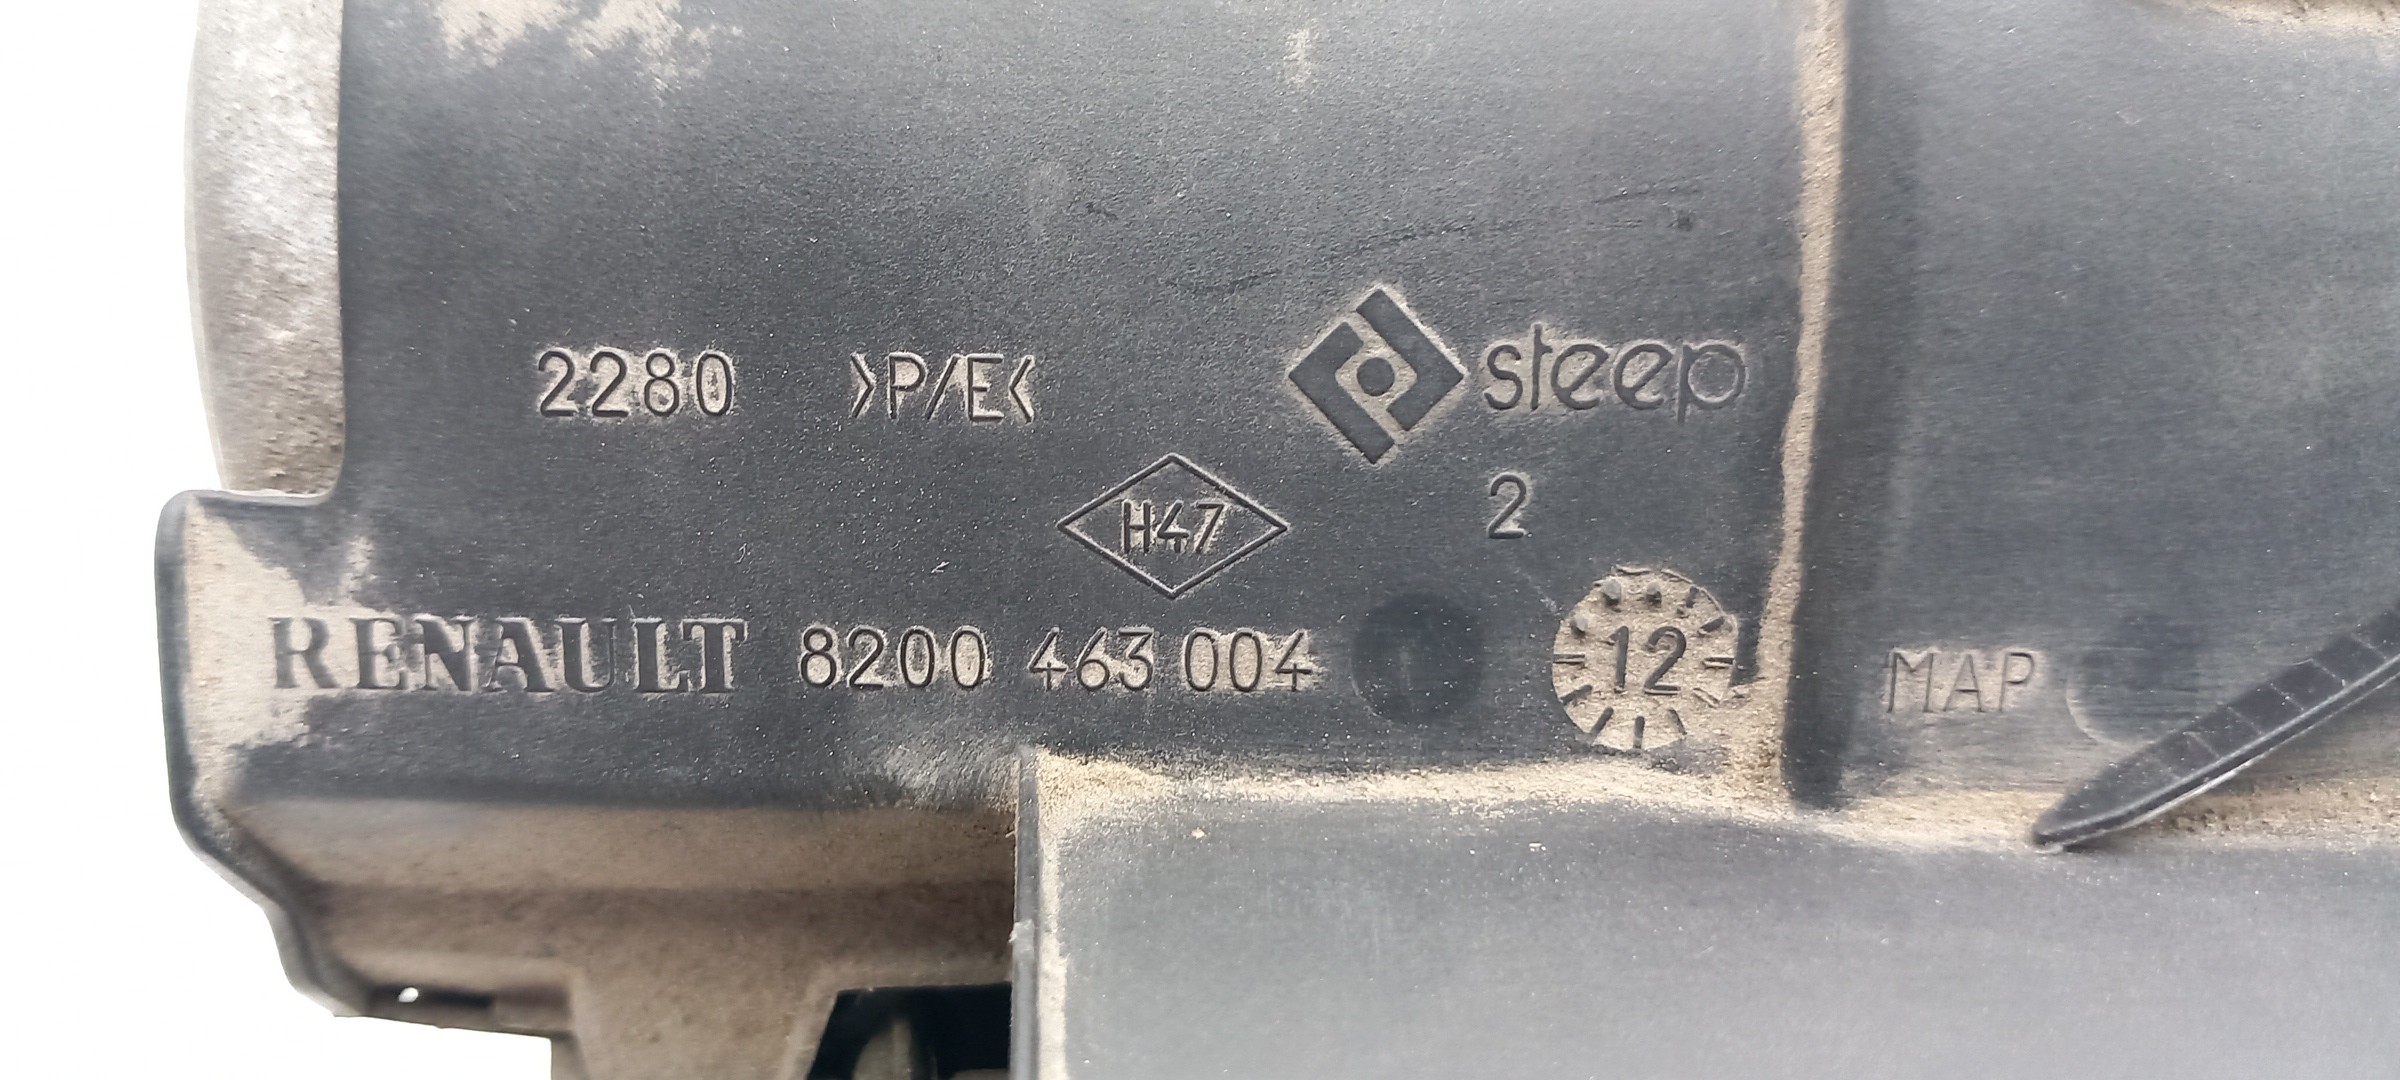 2280 >P/E< steep
H47 2
RENAULT 8200 463 004 12 MAP